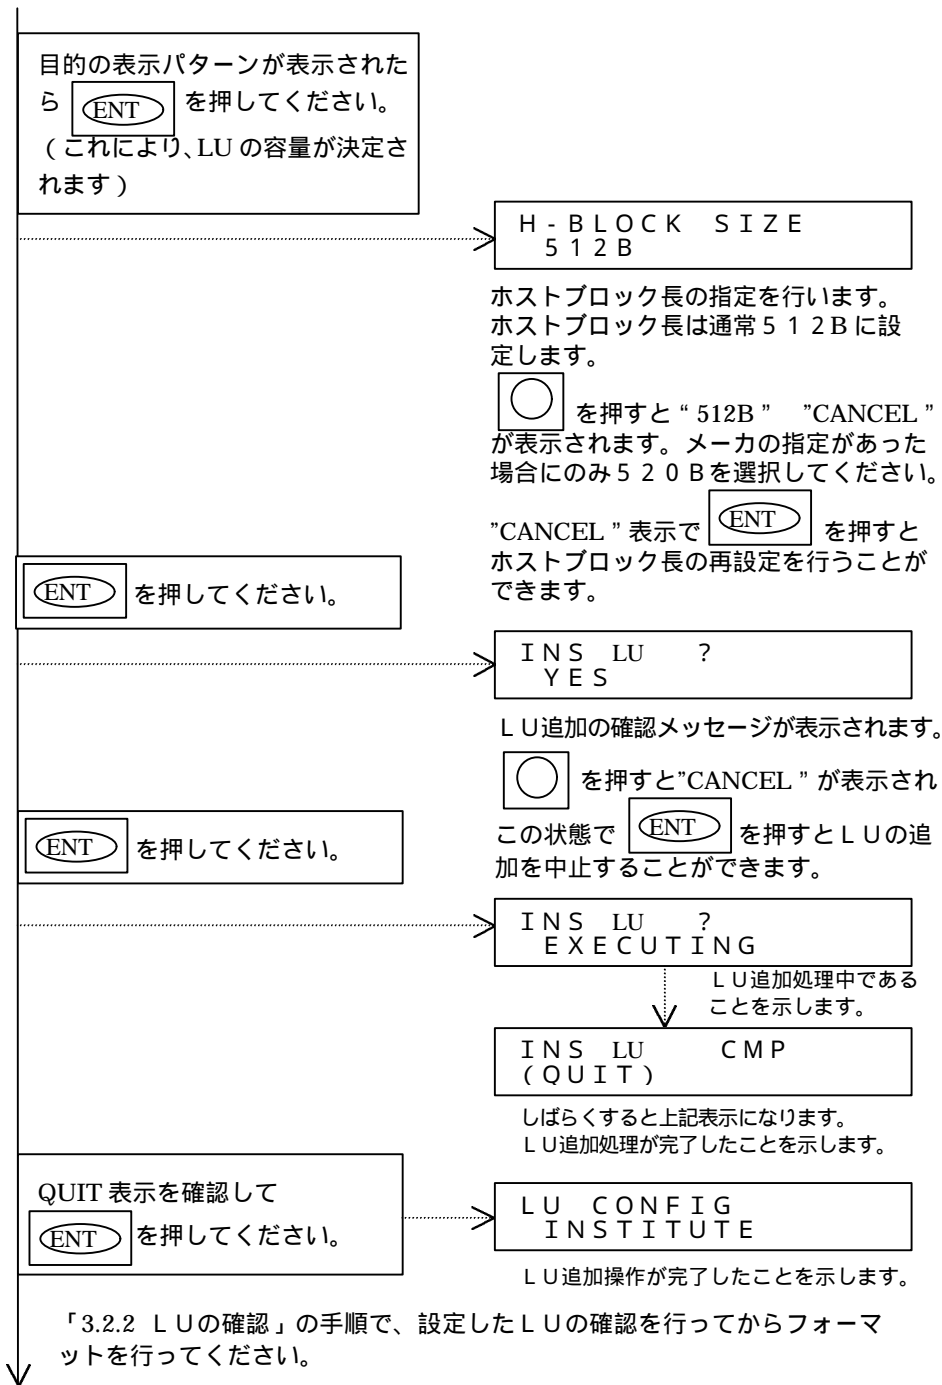 目的の表示パターンが表示された
ら ENT を押してください。
(これにより、LU の容量が決定さ
れます)
H-BLOCK SIZE
512B
ホストブロック長の指定を行います。
ホストブロック長は通常512Bに設
定します。
を押すと“512B” ”CANCEL”
が表示されます。メーカの指定があった
場合にのみ520Bを選択してください。
”CANCEL”表示で ENT を押すと
ホストブロック長の再設定を行うことが
できます。
ENT を押してください。
INS LU ?
YES
LU追加の確認メッセージが表示されます。
を押すと”CANCEL”が表示され
この状態で ENT を押すとLUの追
加を中止することができます。
ENT を押してください。
INS LU ?
EXECUTING
LU追加処理中である
ことを示します。
INS LU CMP
(QUIT)
しばらくすると上記表示になります。
LU追加処理が完了したことを示します。
QUIT 表示を確認して
ENT を押してください。
LU CONFIG
INSTITUTE
LU追加操作が完了したことを示します。
「3.2.2 LUの確認」の手順で、設定したLUの確認を行ってからフォーマ
ットを行ってください。